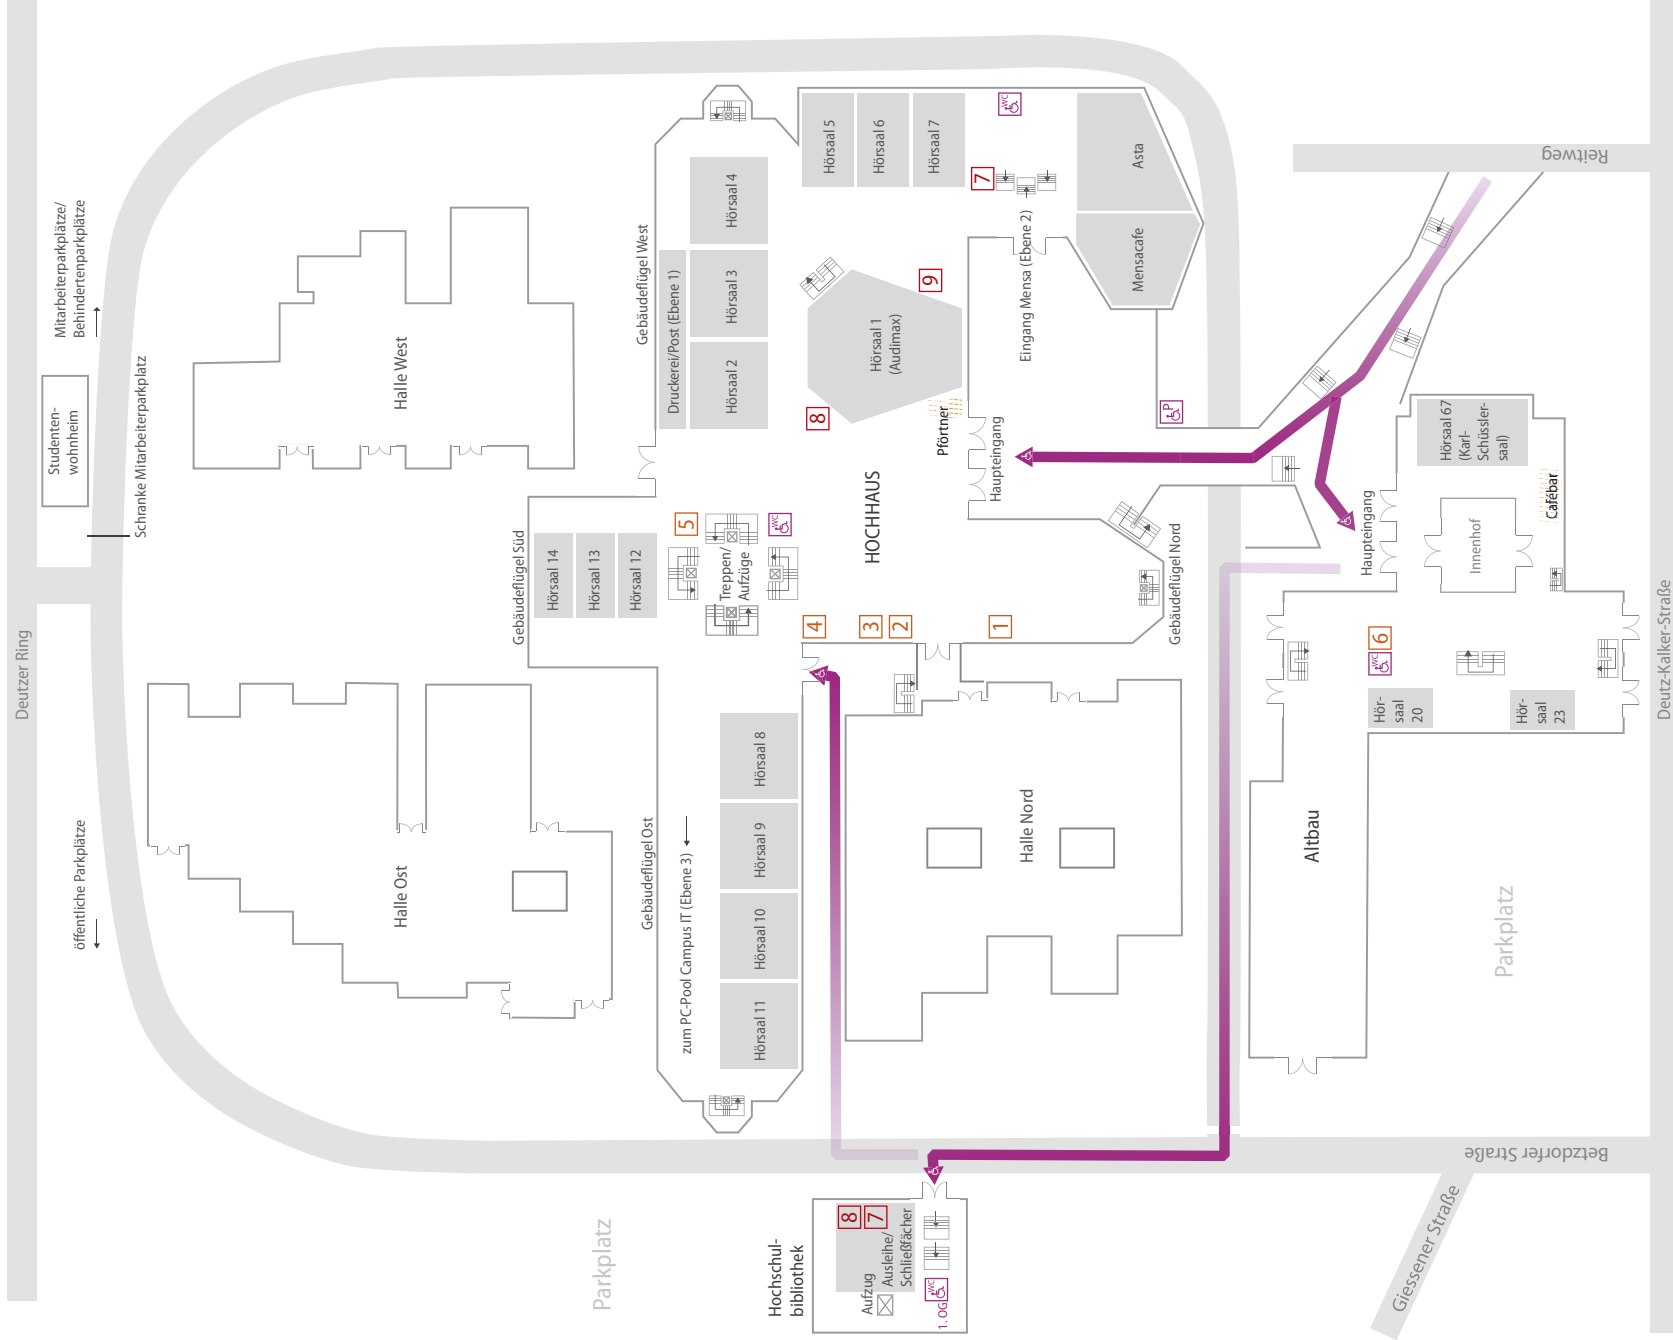 Deutzer Ring
Mitarbeiterparkplätze/
Behindertenparkplätze
Studenten-
wohnheim
Schranke Mitarbeiterparkplatz
öffentliche Parkplätze
Halle West
Halle Ost
Gebäudeflügel West
Gebäudeflügel Süd
Gebäudeflügel Ost
Gebäudeflügel Nord
Druckerei/Post (Ebene 1)
Hörsaal 4
Hörsaal 3
Hörsaal 2
Hörsaal 5
Hörsaal 6
Hörsaal 7
Hörsaal 14
Hörsaal 13
Hörsaal 12
5
WC
Treppen/
Aufzüge
zum PC-Pool Campus IT (Ebene 3)
Hörsaal 8
Hörsaal 9
Hörsaal 10
Hörsaal 11
Hörsaal 1
(Audimax)
8
9
7
WC
Asta
Mensacafe
Eingang Mensa (Ebene 2)
Pförtner
Haupteingang
HOCHHAUS
4
3
2
1
P
Halle Nord
Reitweg
Haupteingang
Hörsaal 67
(Karl-
Schüssler-
saal)
Cafébar
Innenhof
6
WC
Hör-
saal
20
Hör-
saal
23
Altbau
Parkplatz
Deutz-Kalker-Straße
Betzdorfer Straße
Giessener Straße
Parkplatz
Hochschul-
bibliothek
8
7
Ausleihe/
Schließfächer
Aufzug
1. OG
WC